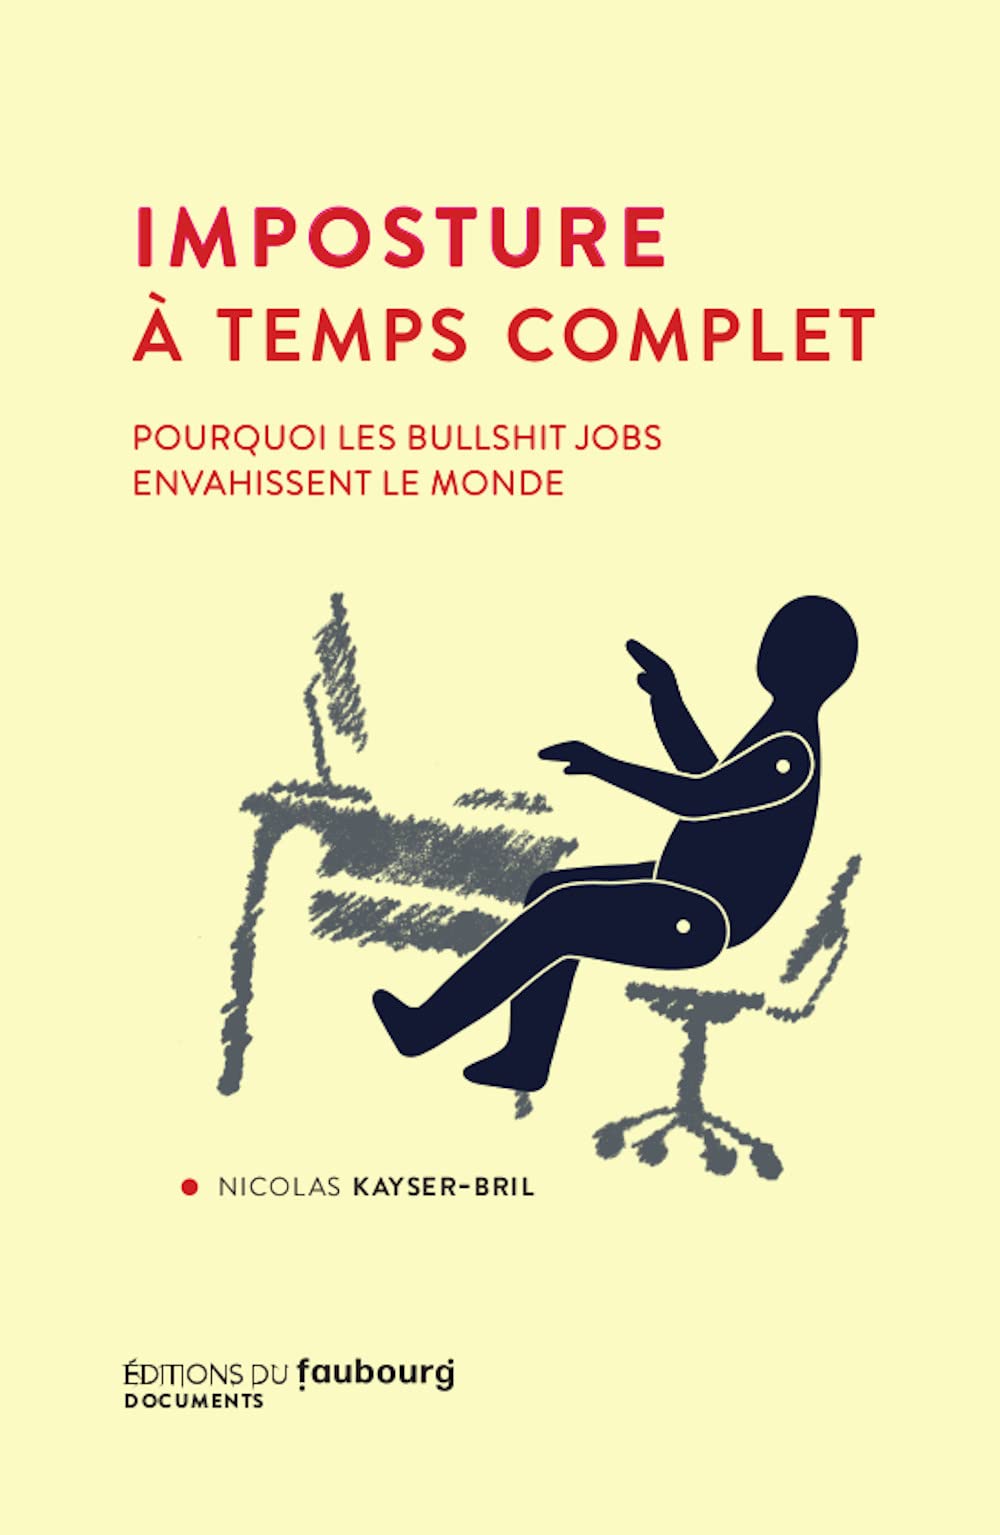 IMPOSTURE
À TEMPS COMPLET
POURQUOI LES BULLSHIT JOBS
ENVAHISSENT LE MONDE
NICOLAS KAYSER-BRIL
ÉDITIONS DU faubourg
DOCUMENTS